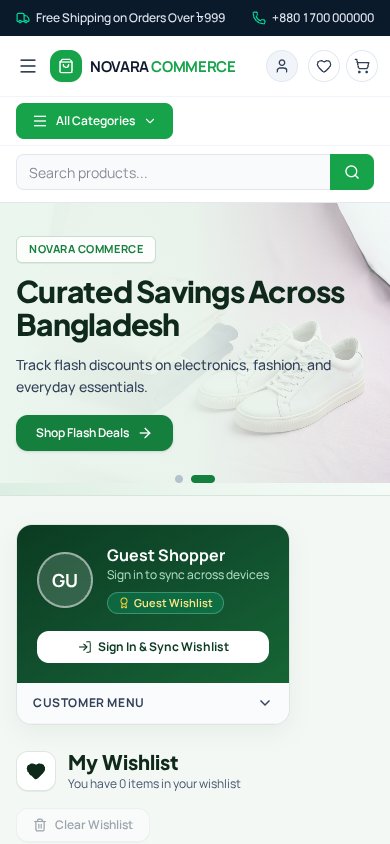 Free Shipping on Orders Over ৳999
+880 1700 000000
NOVARA COMMERCE
All Categories
Search products...
NOVARA COMMERCE
Curated Savings Across
Bangladesh
Track flash discounts on electronics, fashion, and
everyday essentials.
Shop Flash Deals
GU
Guest Shopper
Sign in to sync across devices
Guest Wishlist
Sign In & Sync Wishlist
CUSTOMER MENU
My Wishlist
You have 0 items in your wishlist
Clear Wishlist